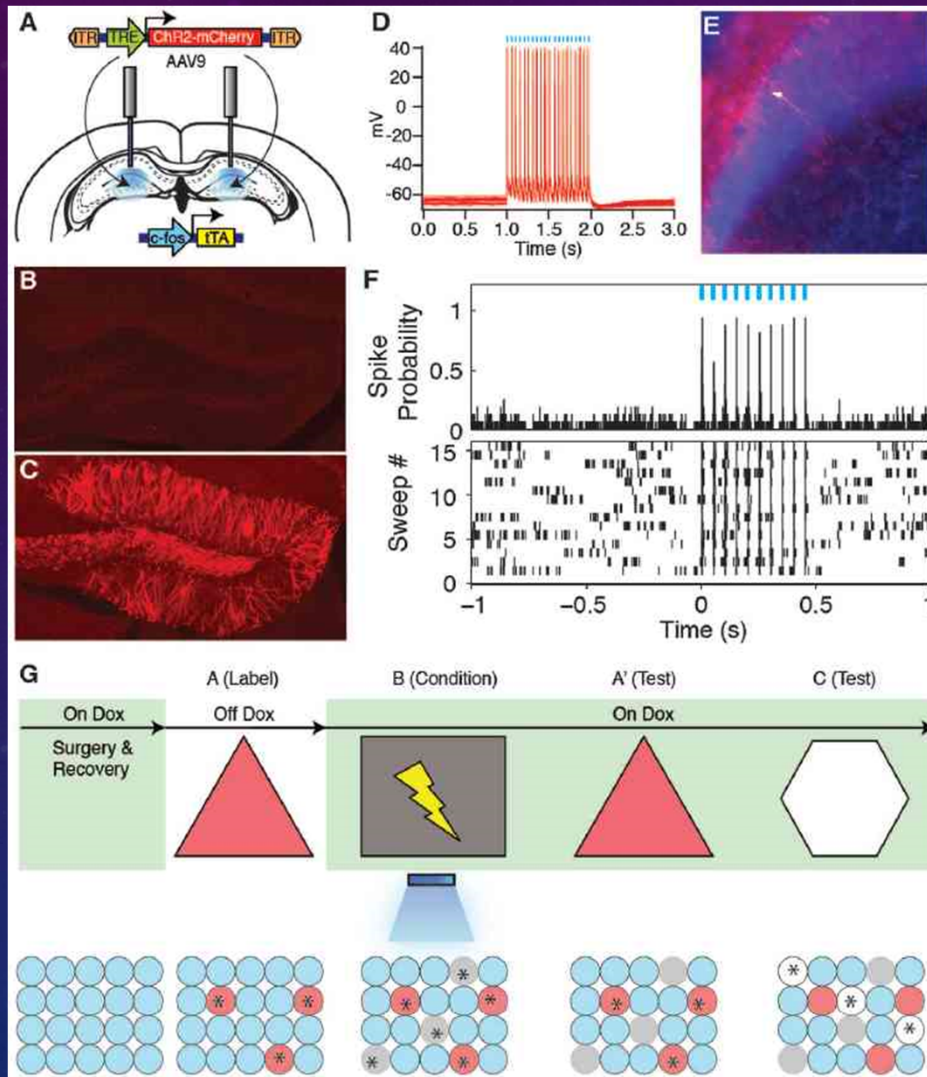 A
ITR TRE ChR2-mCherry ITR
AAV9
c-fos tTA
B
C
D
mV
40
20
0
-20
-40
-60
0.0 0.5 1.0 1.5 2.0 2.5 3.0
Time (s)
E
F
Spike
Probability
1
0.5
0
Sweep #
15
10
5
0
−1 −0.5 0 0.5 1
Time (s)
G
A (Label) B (Condition) A' (Test) C (Test)
On Dox Off Dox On Dox
Surgery &
Recovery
* * *
* * * * * *
* * *
* * *